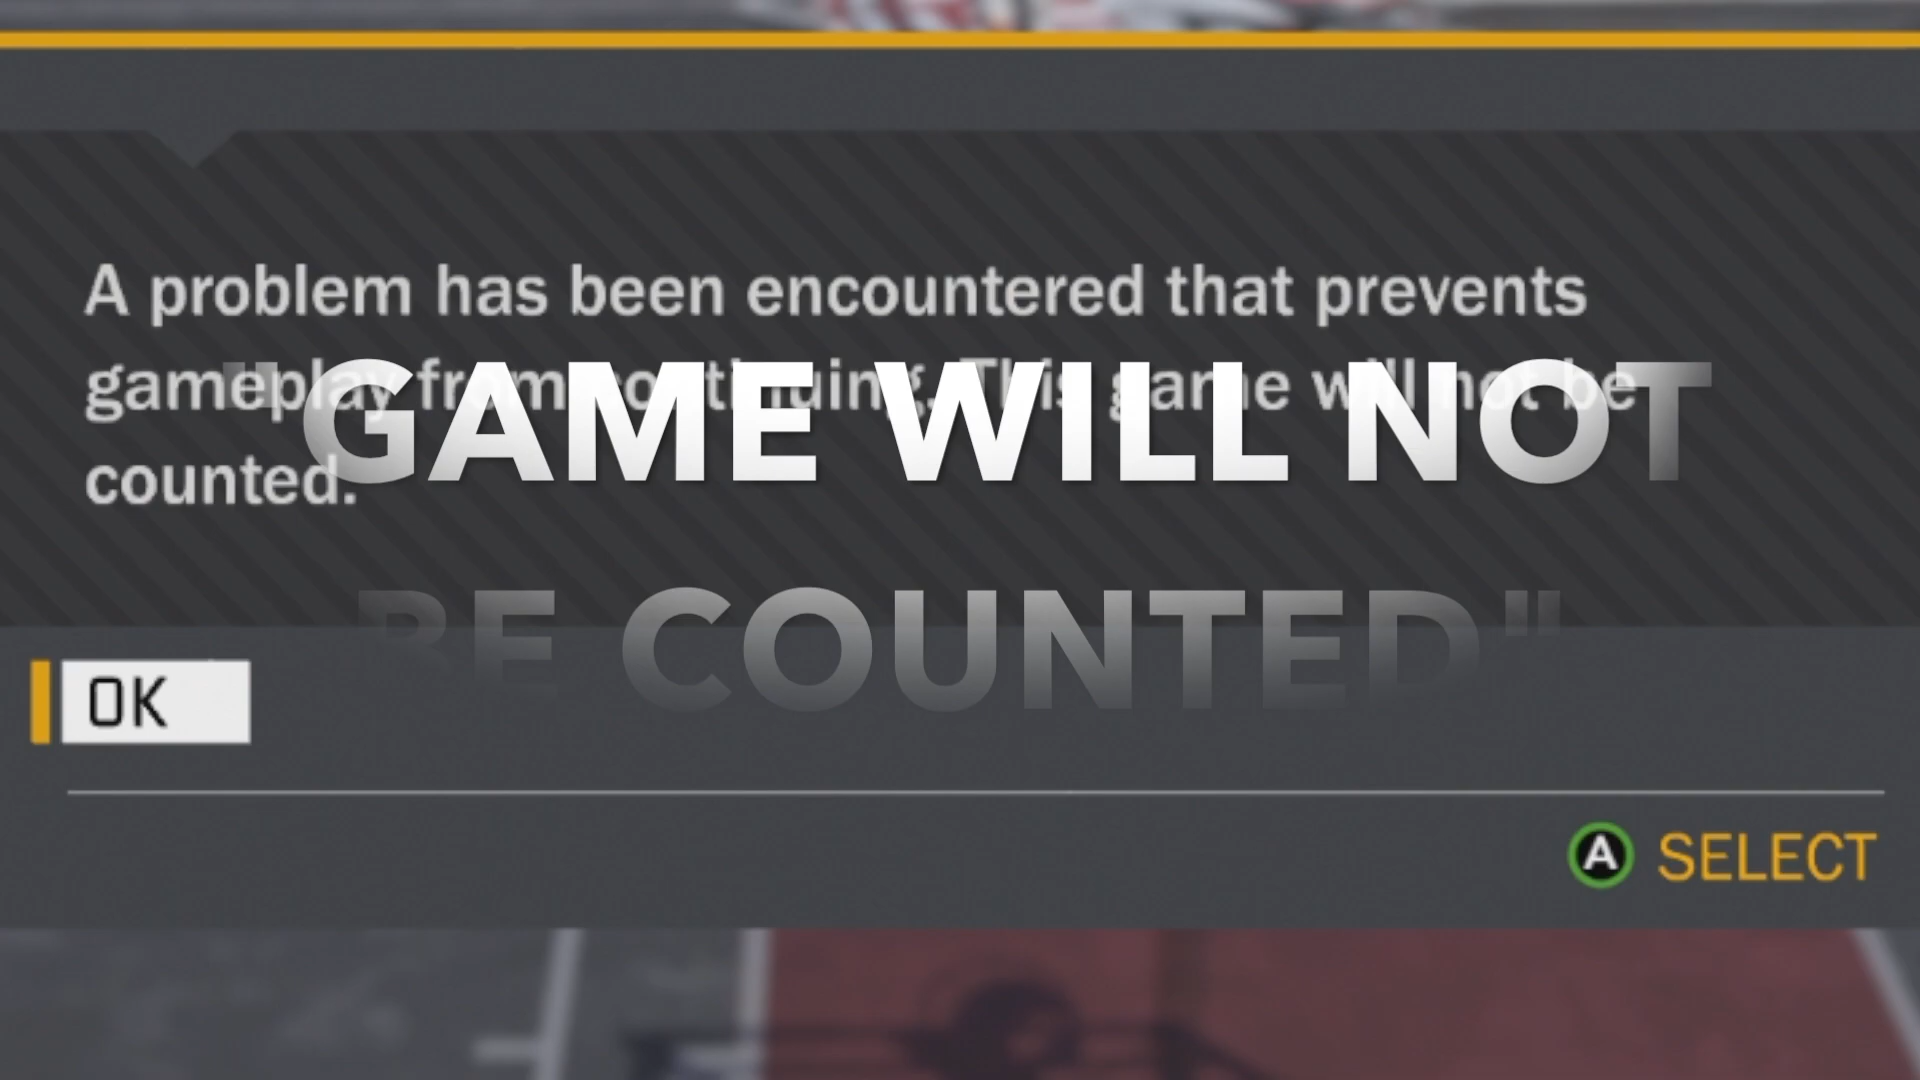 A problem has been encountered that prevents
gameplay from continuing. This game will not be
counted.
"GAME WILL NOT
BE COUNTED"
OK
A SELECT